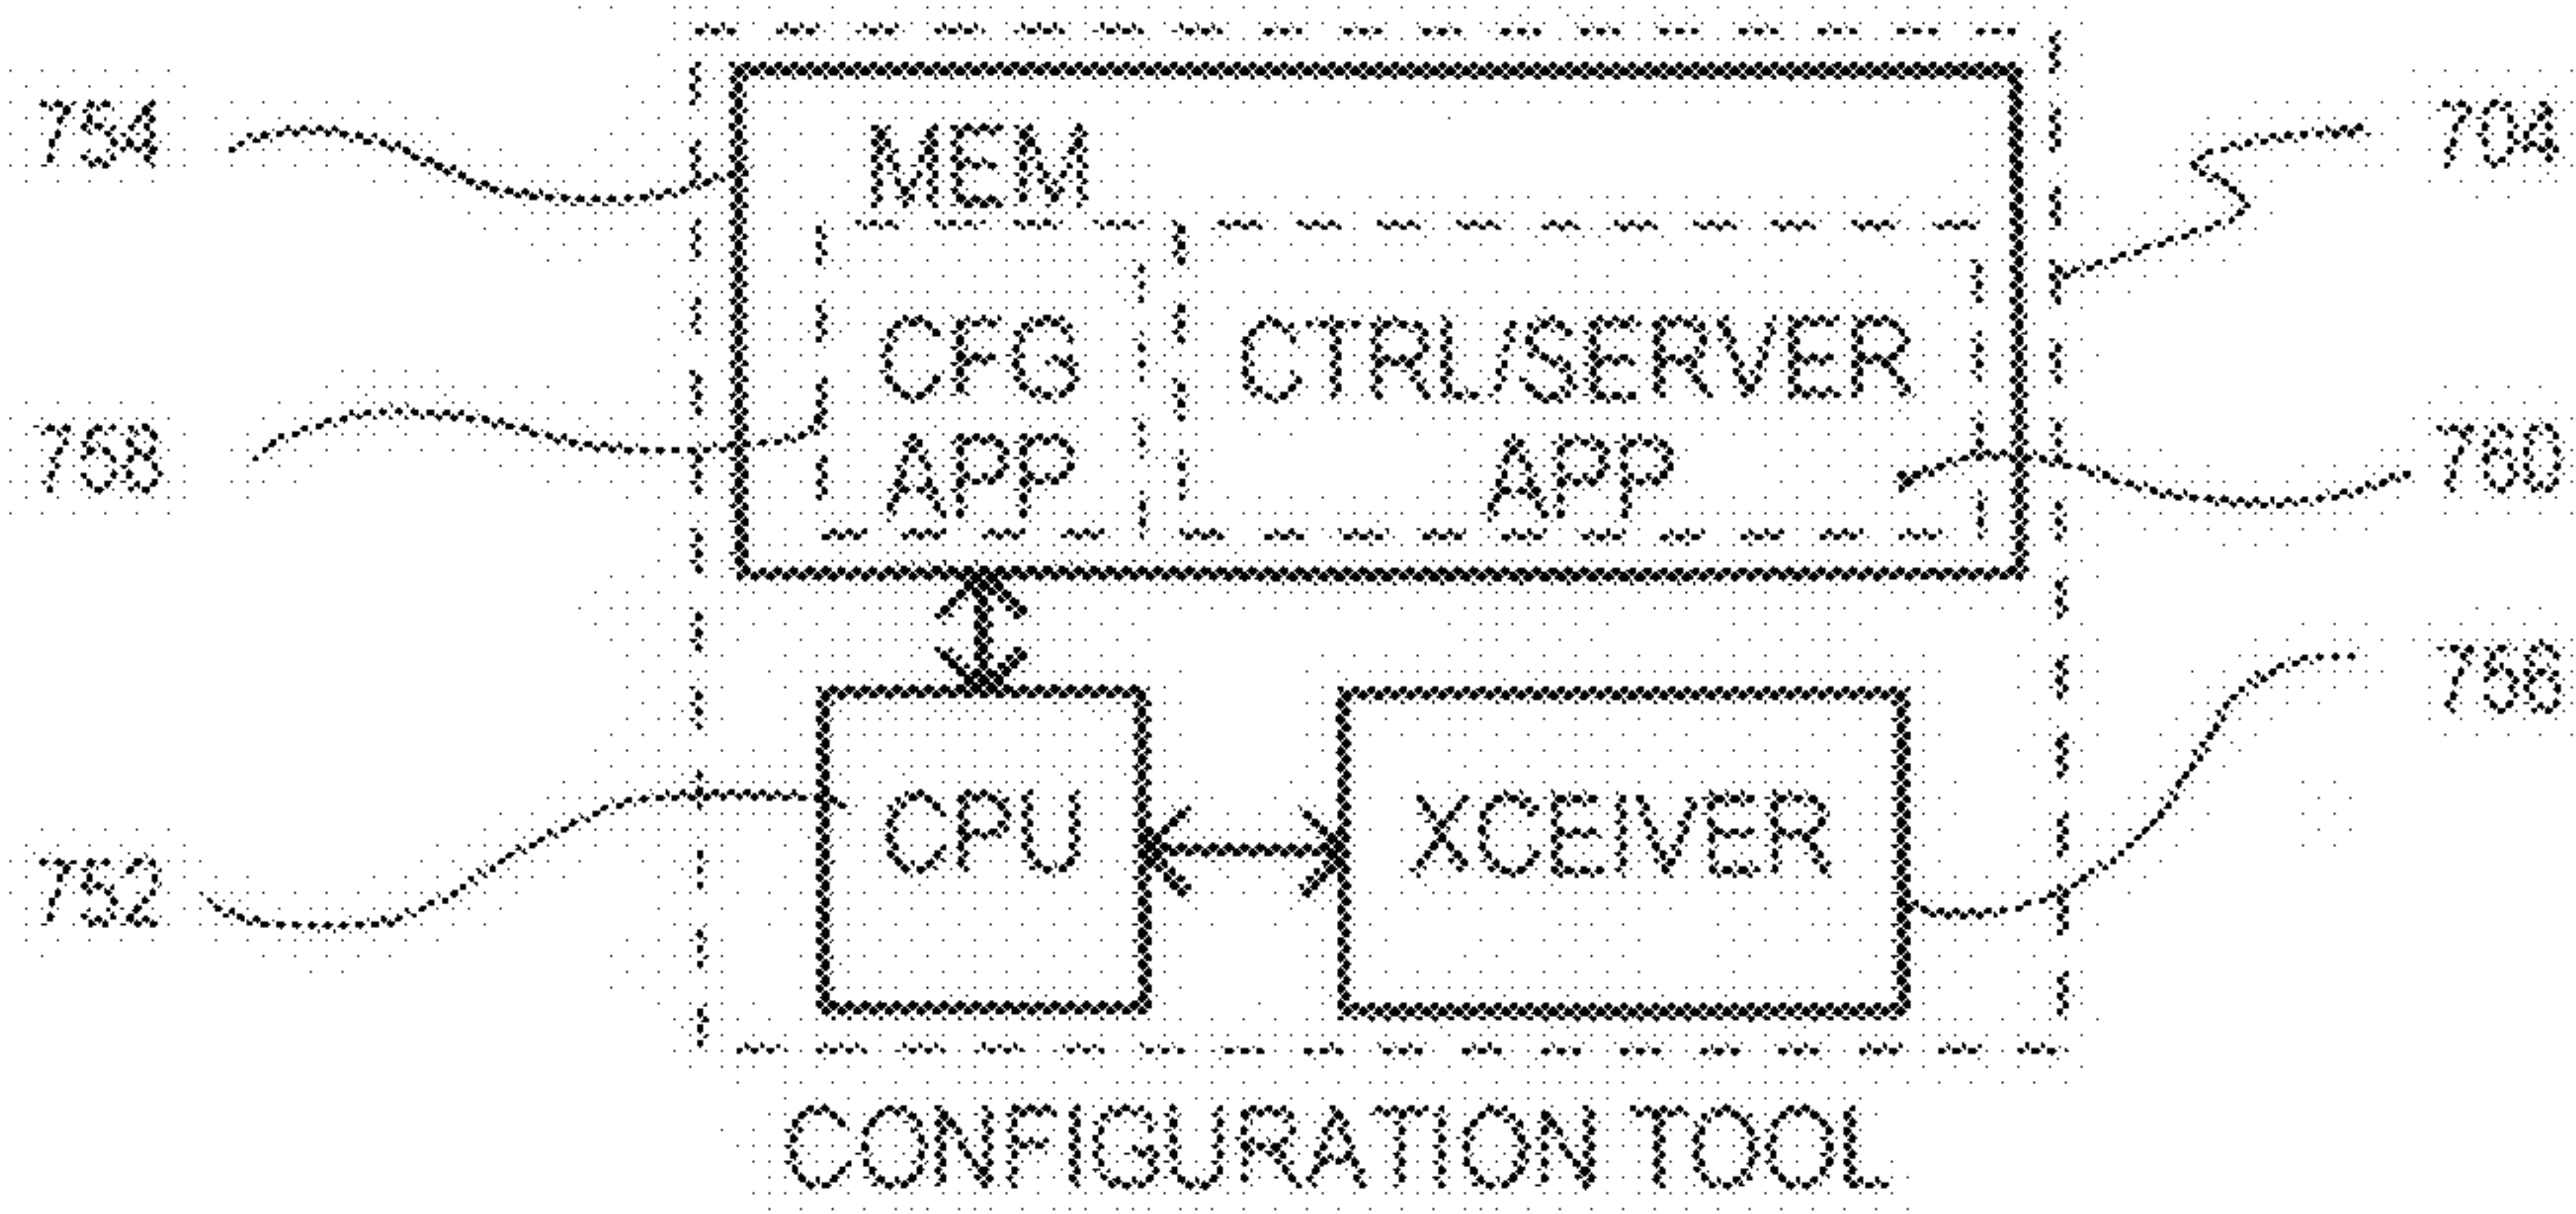 754
704
MEM
CFG
APP
CTRL/SERVER
APP
758
760
756
CPU
XCEIVER
752
CONFIGURATION TOOL